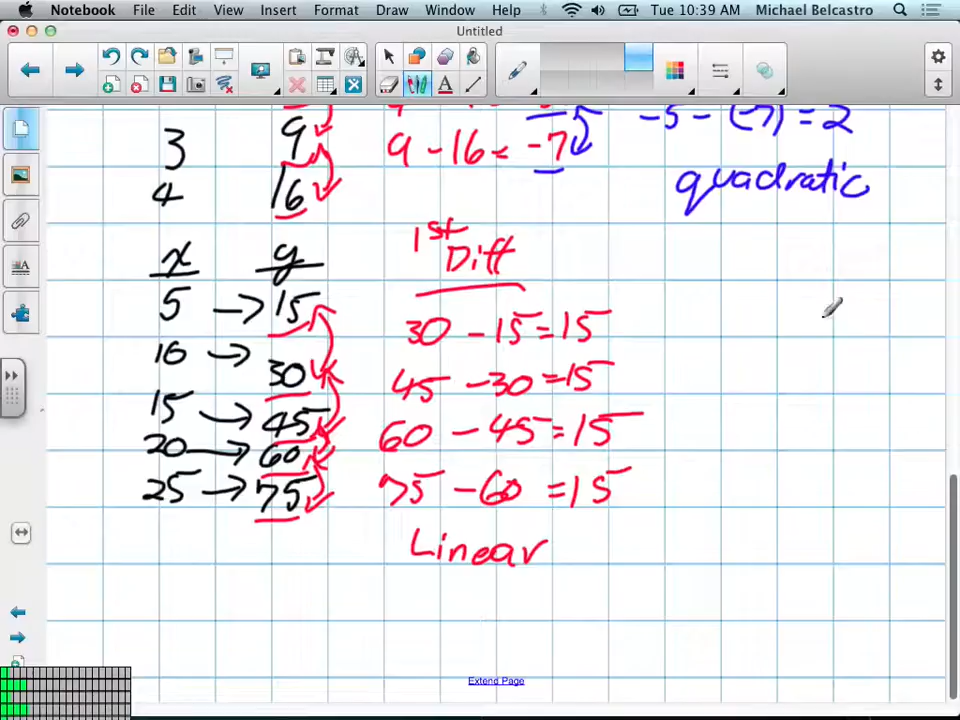 Notebook File Edit View Insert Format Draw Window Help Tue 10:39 AM Michael Belcastro
Untitled
3 9 9 - 16 = -7 -5 - (-7) = 2
4 16 quadratic
x y 1st Diff
5 → 15 30 - 15 = 15
10 → 30 45 - 30 = 15
15 → 45 60 - 45 = 15
20 → 60 75 - 60 = 15
25 → 75
Linear
Extend Page